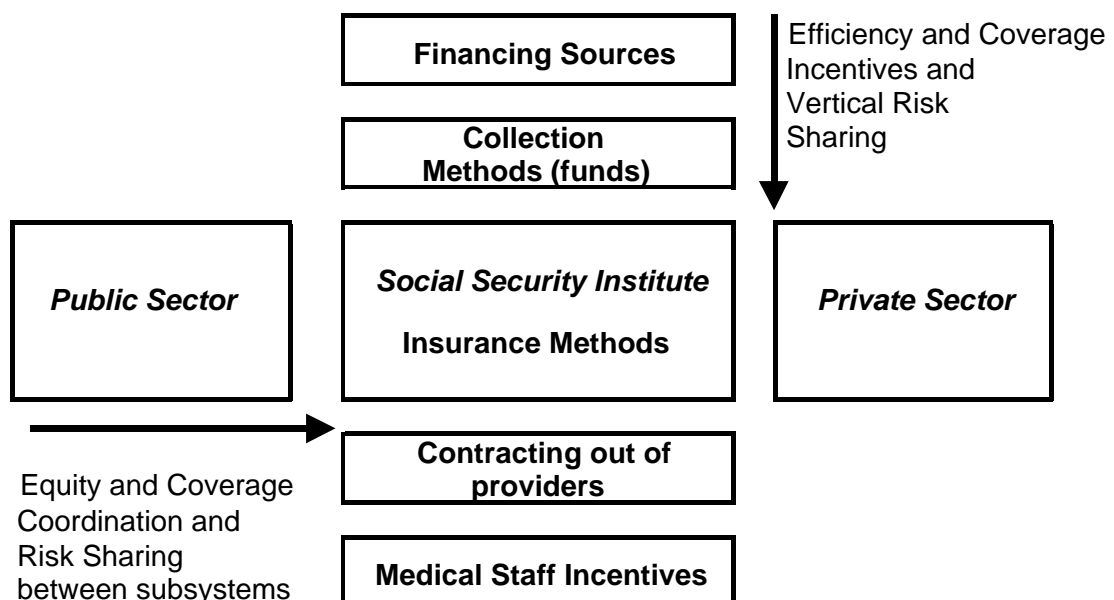 Financing Sources
Efficiency and Coverage
Incentives and
Vertical Risk
Sharing
Collection
Methods (funds)
Public Sector
Social Security Institute
Insurance Methods
Private Sector
Contracting out of
providers
Equity and Coverage
Coordination and
Risk Sharing
between subsystems
Medical Staff Incentives